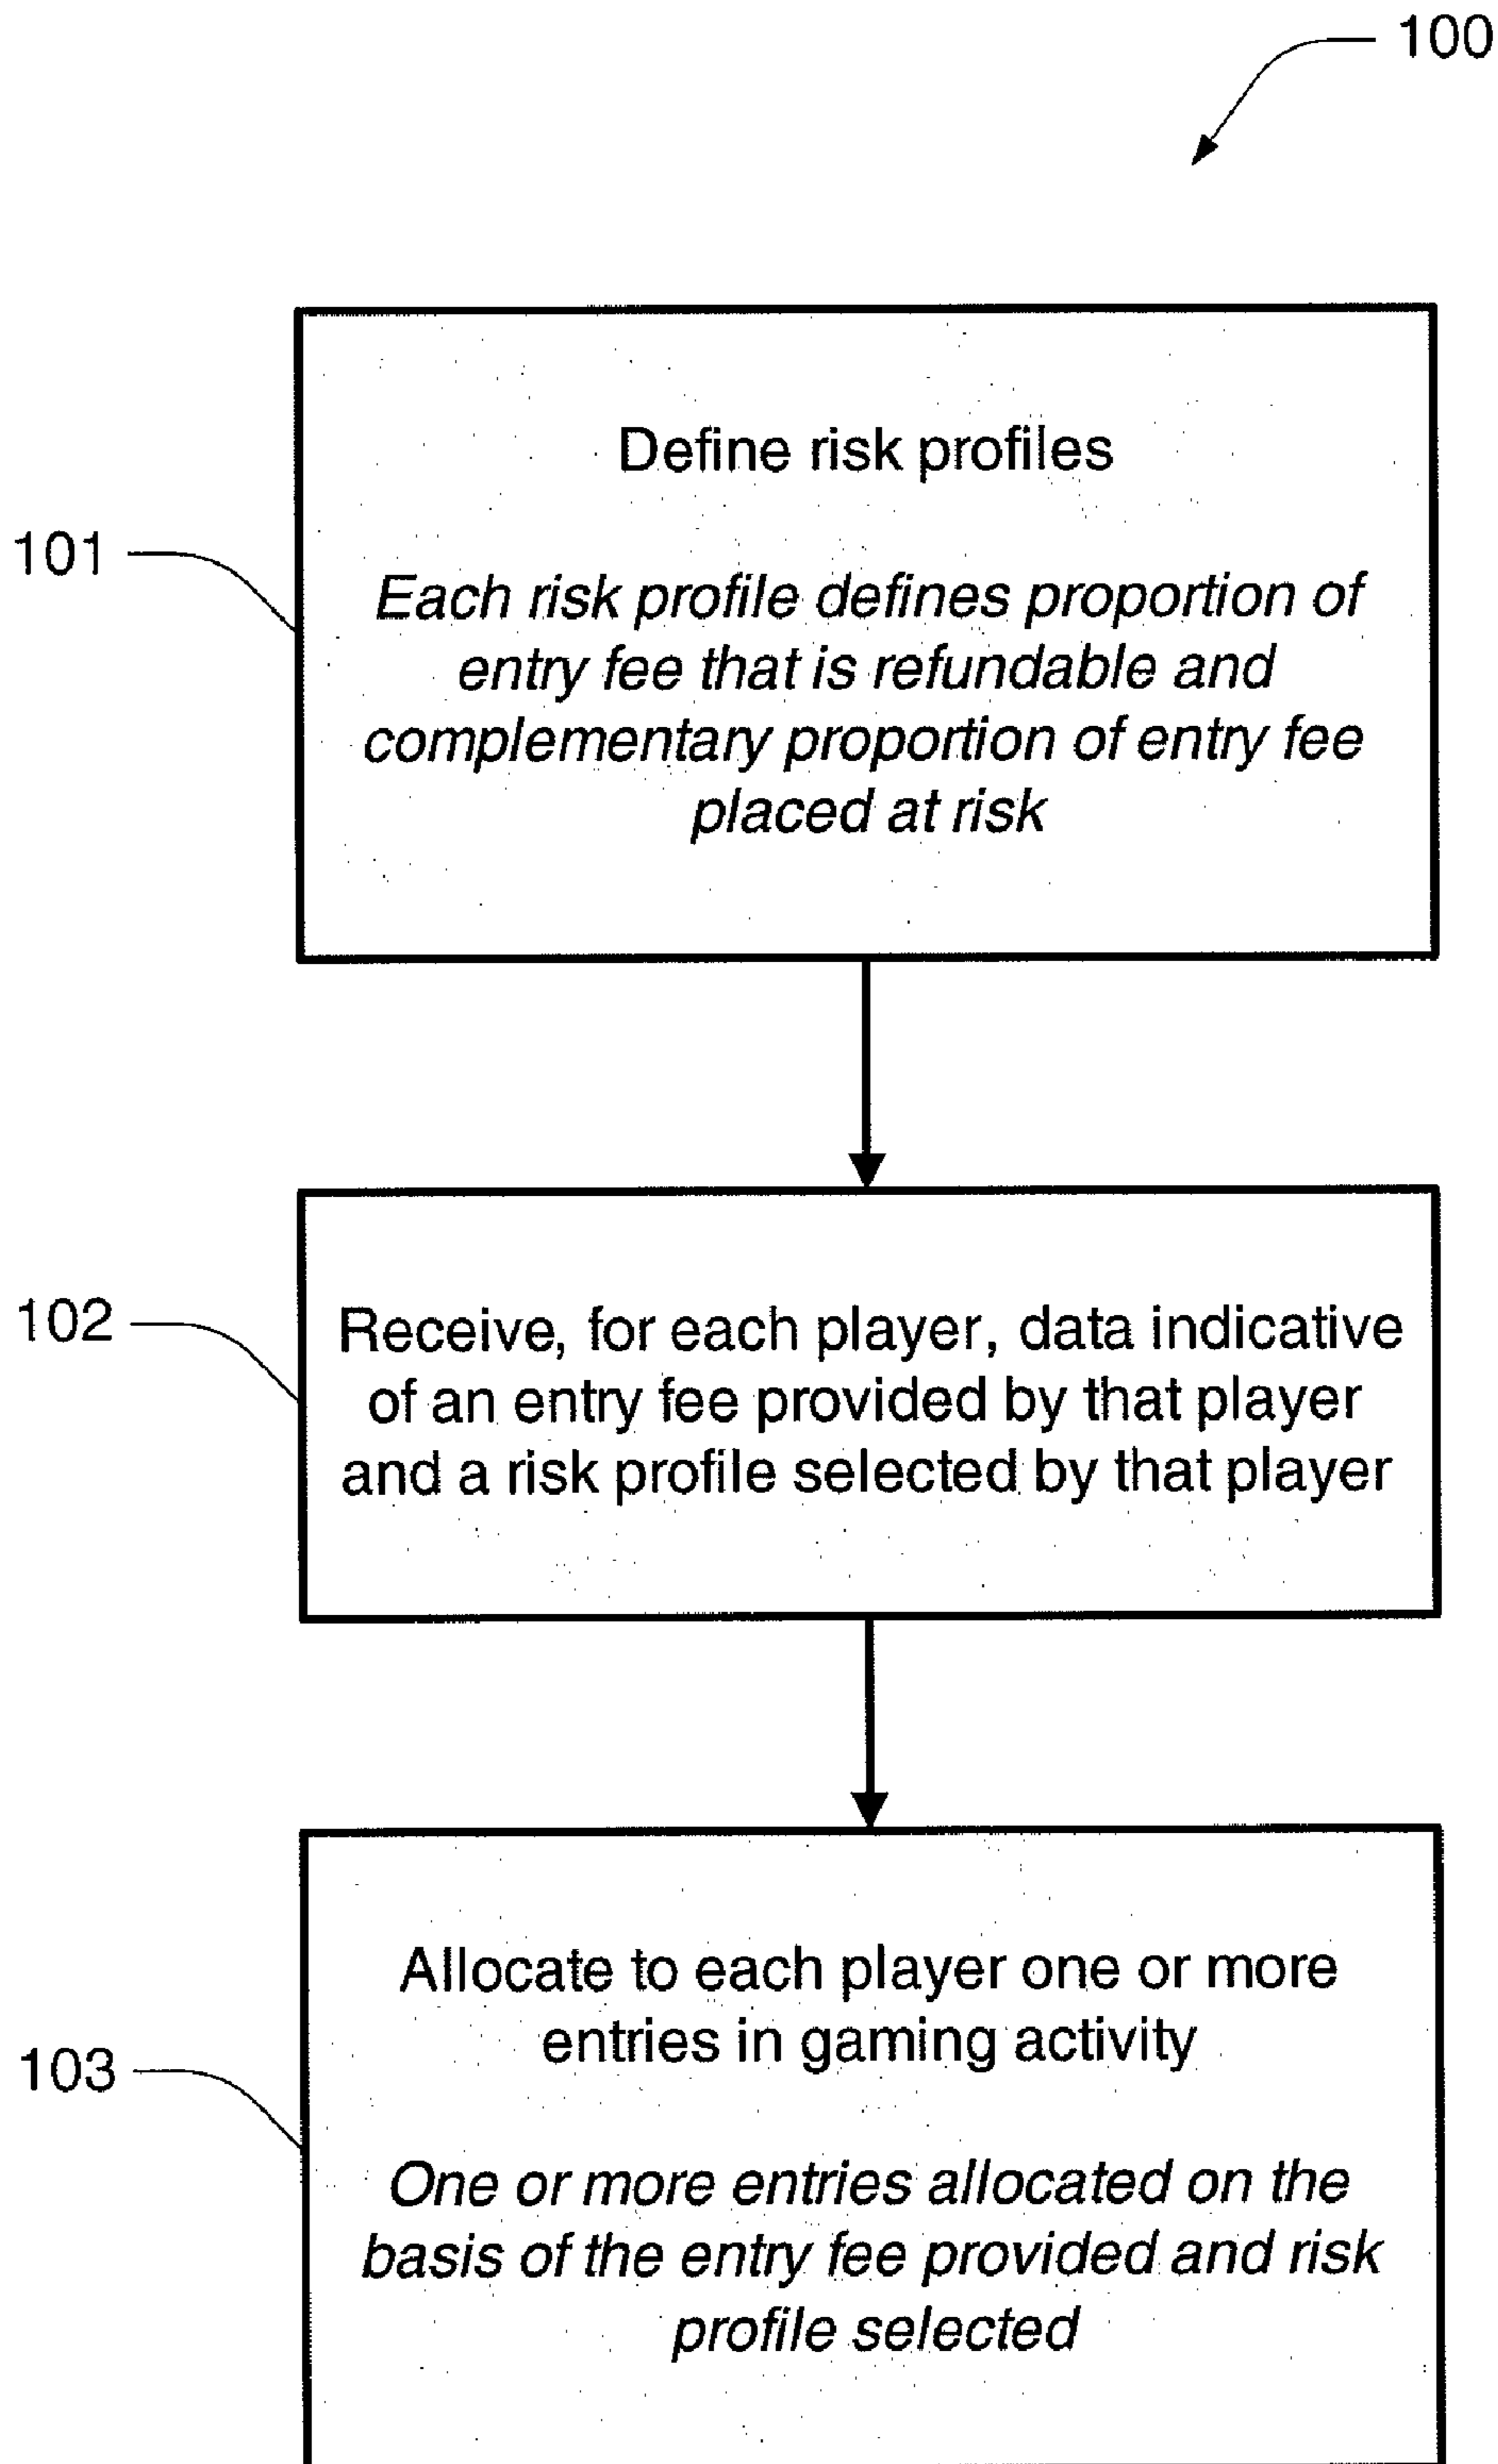 100
Define risk profiles
101
Each risk profile defines proportion of
entry fee that is refundable and
complementary proportion of entry fee
placed at risk
102
Receive, for each player, data indicative
of an entry fee provided by that player
and a risk profile selected by that player
Allocate to each player one or more
entries in gaming activity
103
One or more entries allocated on the
basis of the entry fee provided and risk
profile selected